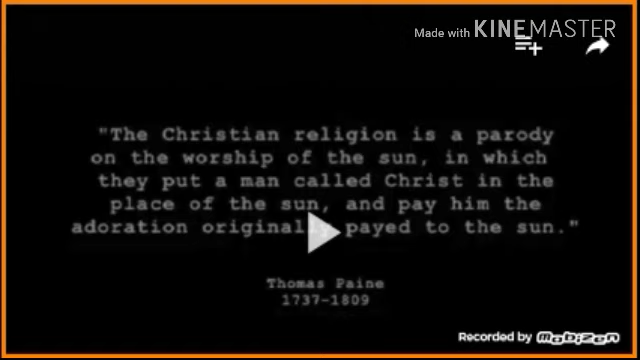 Made with KINEMASTER
"The Christian religion is a parody
on the worship of the sun, in which
they put a man called Christ in the
place of the sun, and pay him the
adoration originally payed to the sun."
Thomas Paine
1737-1809
Recorded by Mobizen